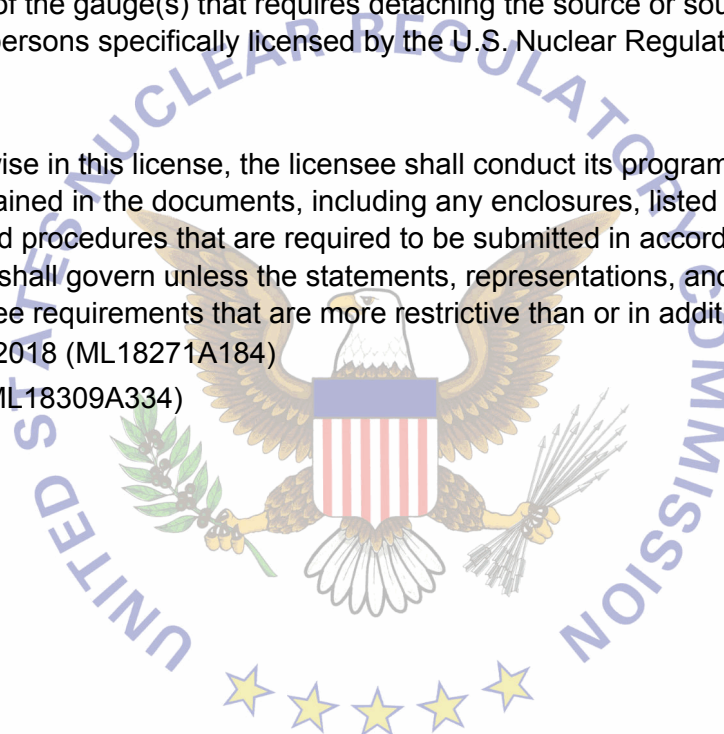 of the gauge(s) that requires detaching the source or sou
persons specifically licensed by the U.S. Nuclear Regulat
ise in this license, the licensee shall conduct its program
ained in the documents, including any enclosures, listed
d procedures that are required to be submitted in accord
shall govern unless the statements, representations, and
ee requirements that are more restrictive than or in addit
2018 (ML18271A184)
ML18309A334)
UNITED STATES NUCLEAR REGULATORY COMMISSION